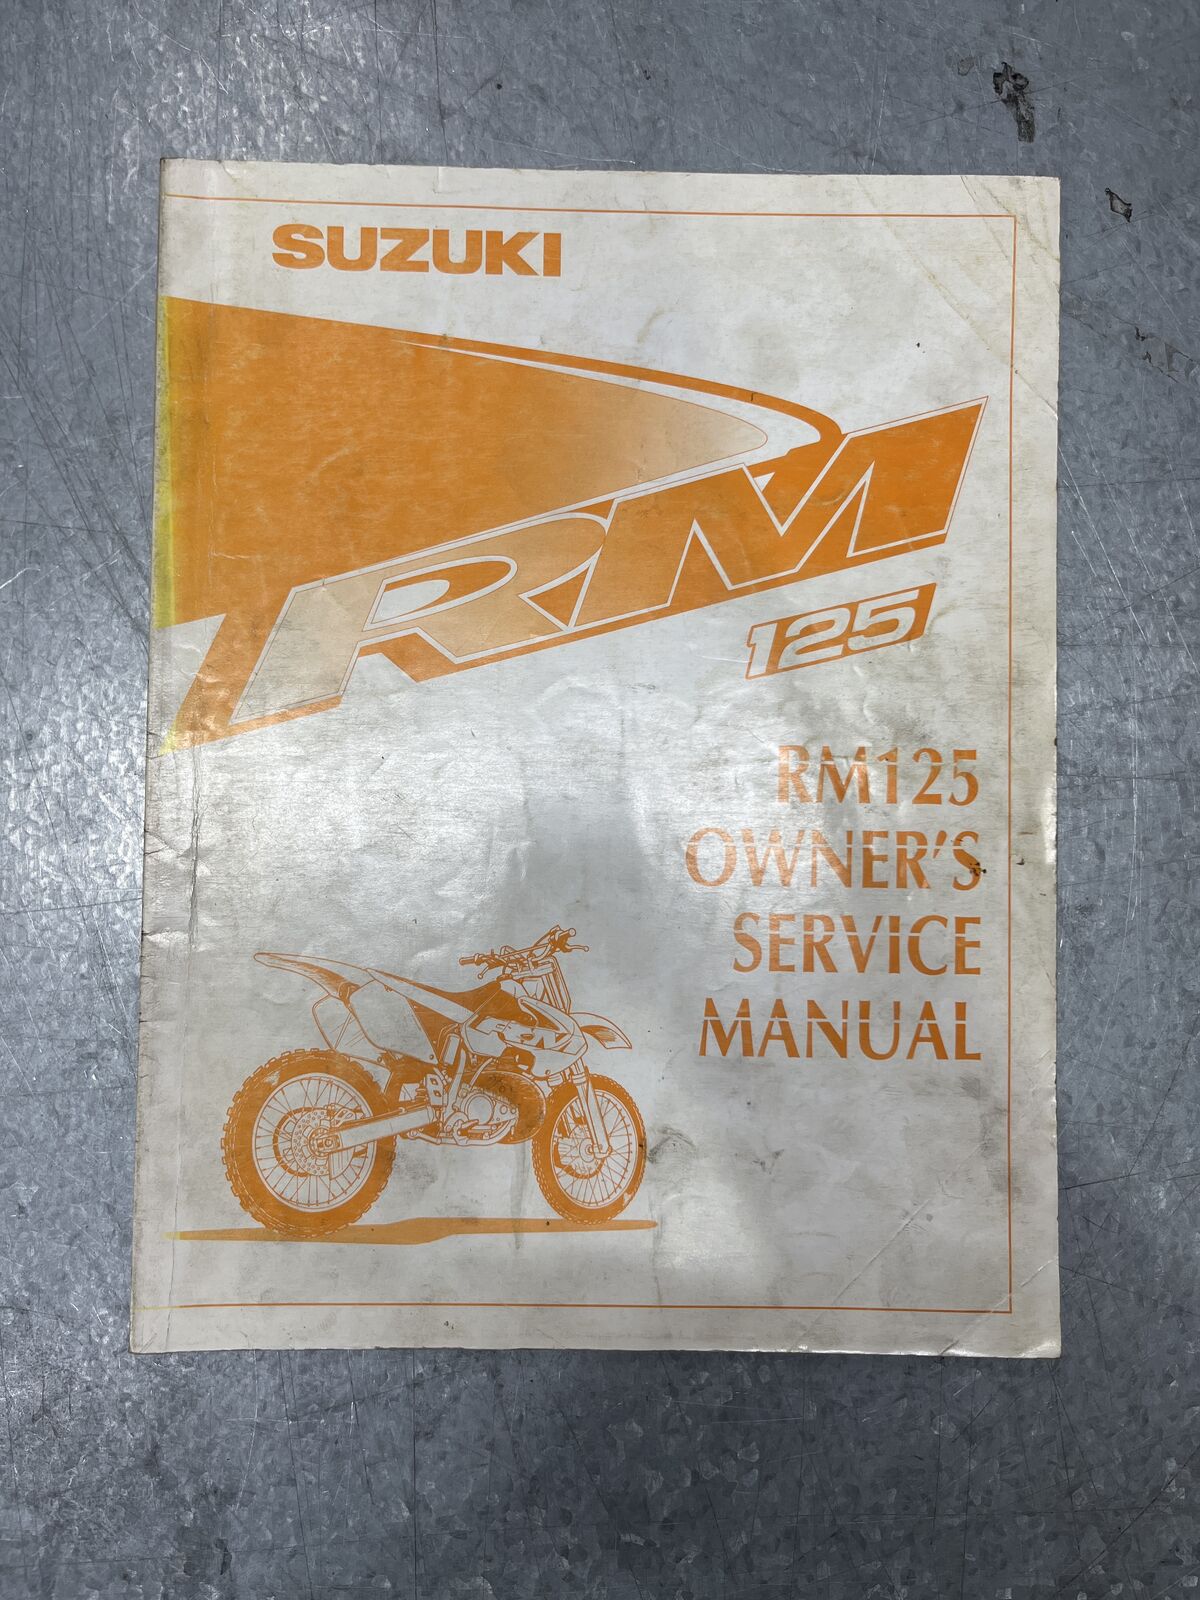 SUZUKI
RM
125
RM125
OWNER'S
SERVICE
MANUAL